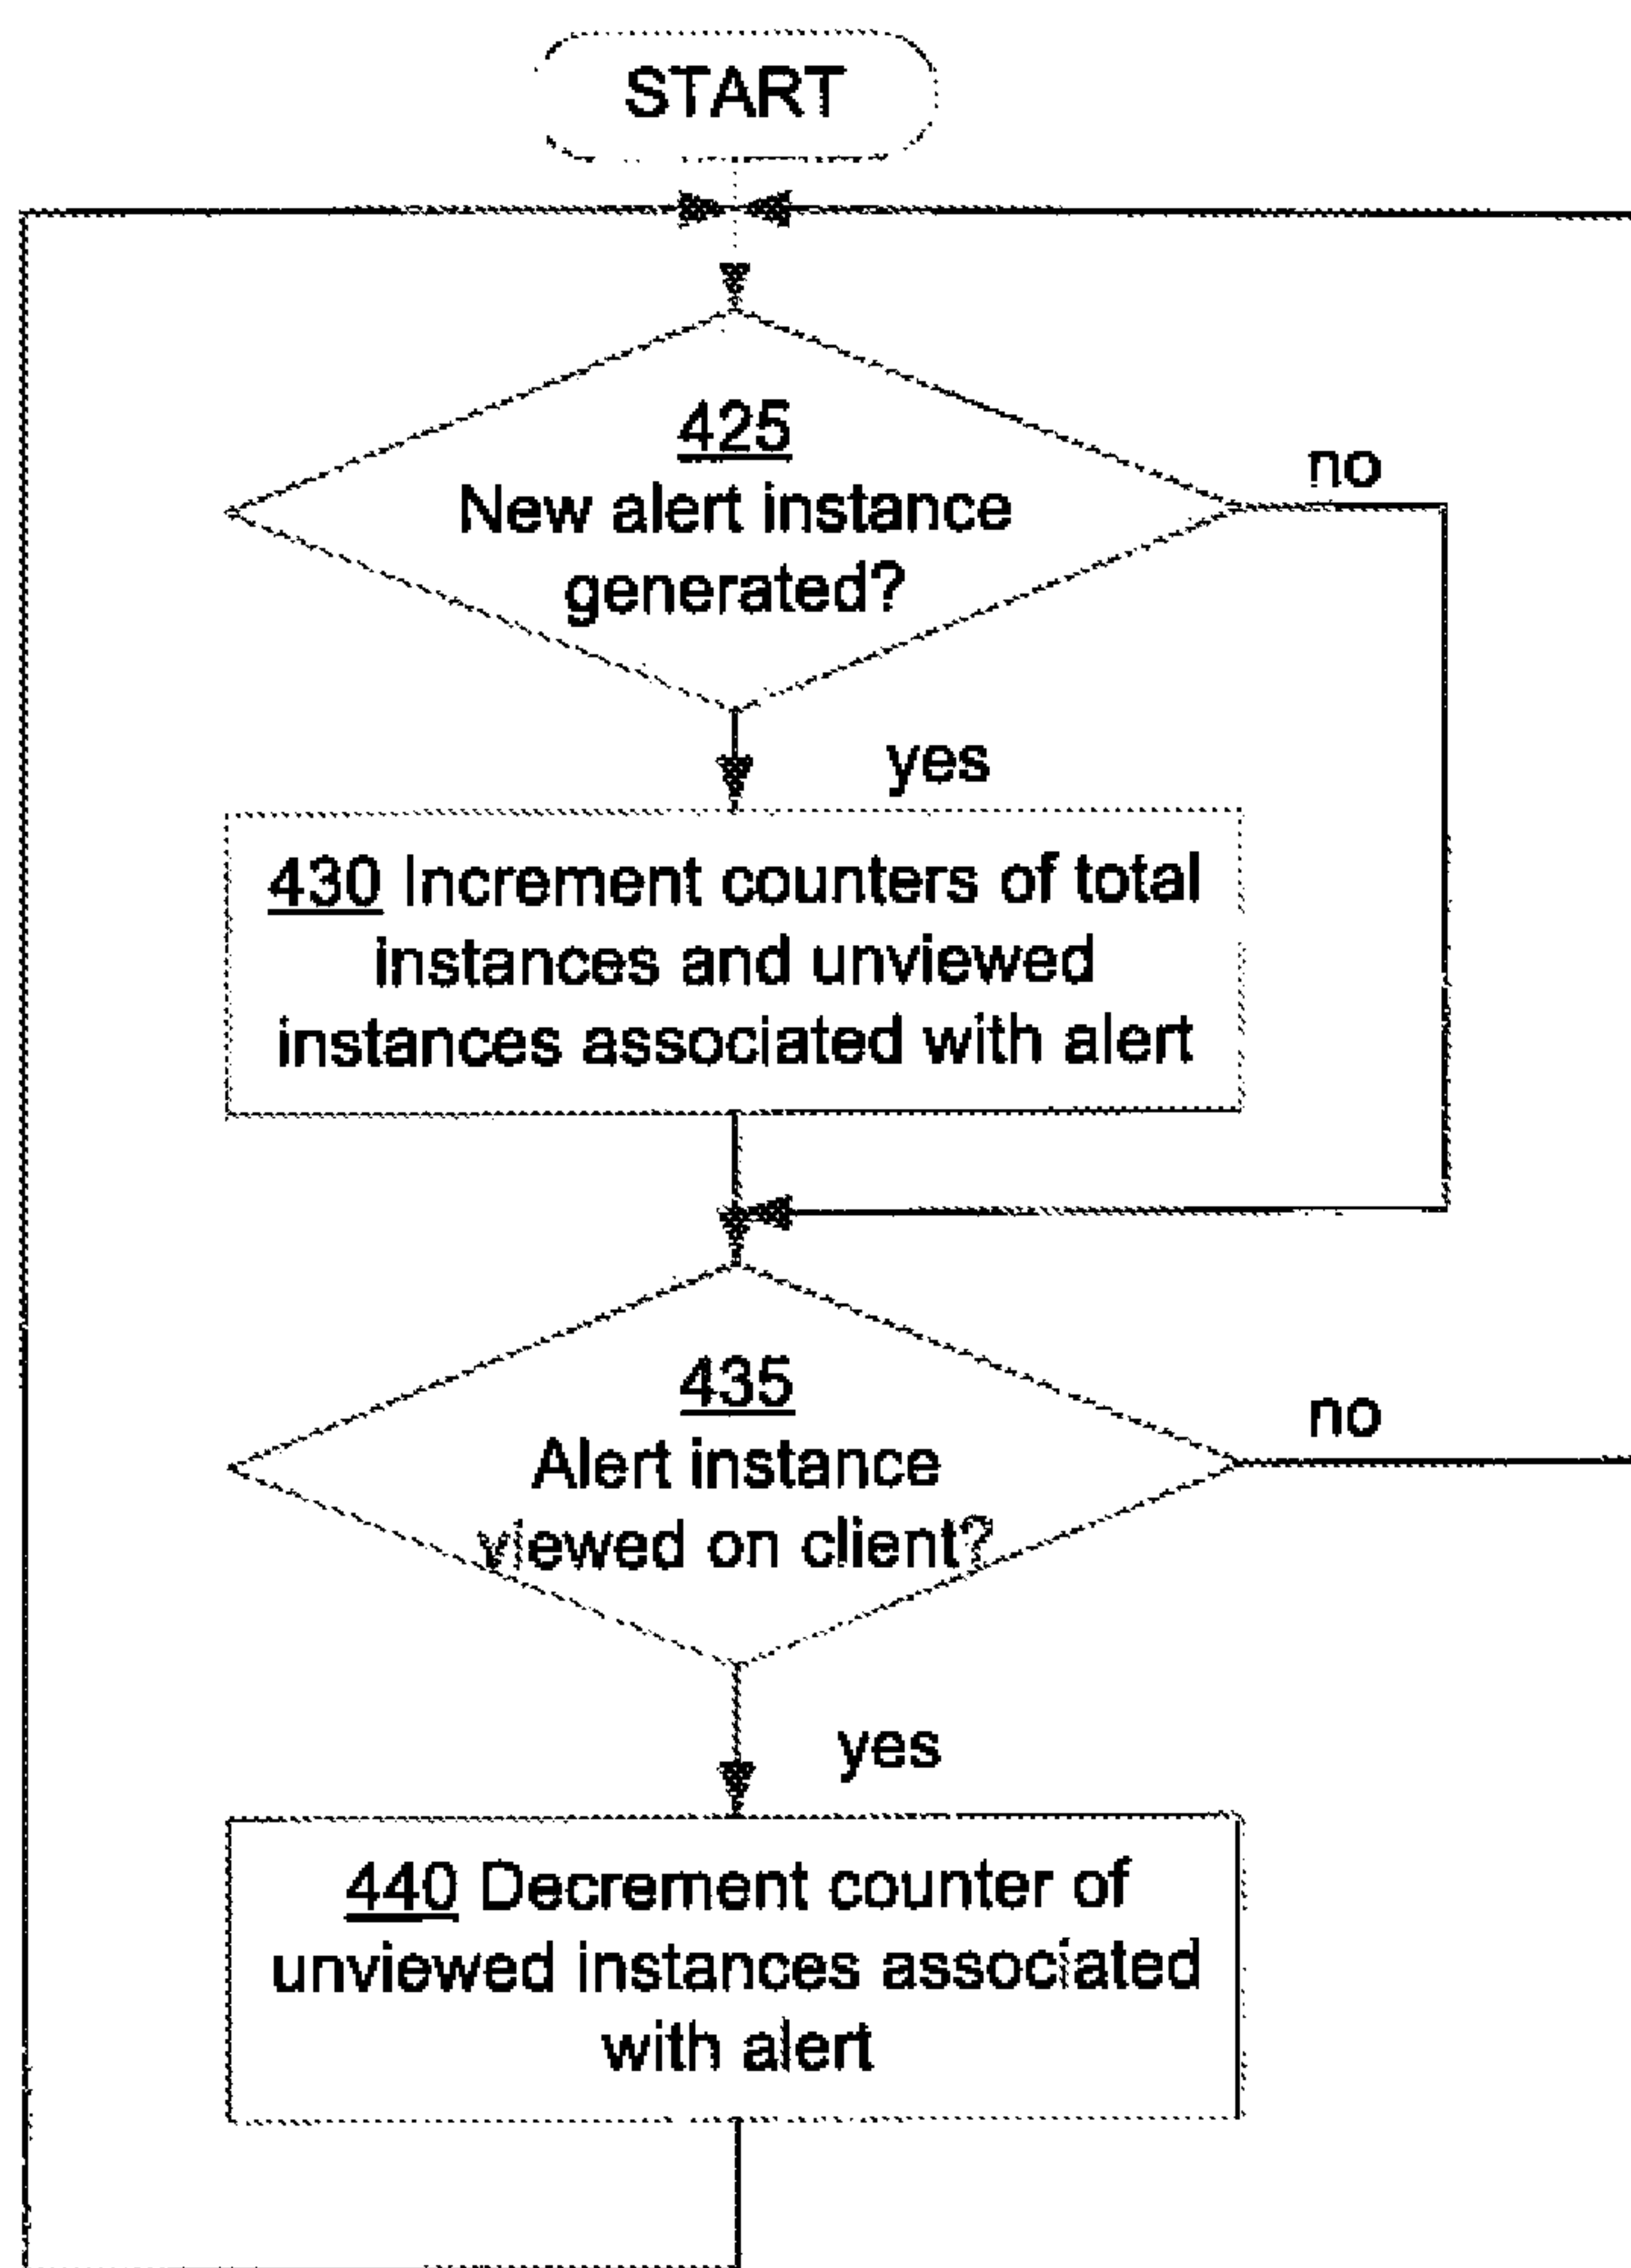 START
425
New alert instance
generated?
no
yes
430 Increment counters of total
instances and unviewed
instances associated with alert
435
Alert instance
viewed on client?
no
yes
440 Decrement counter of
unviewed instances associated
with alert